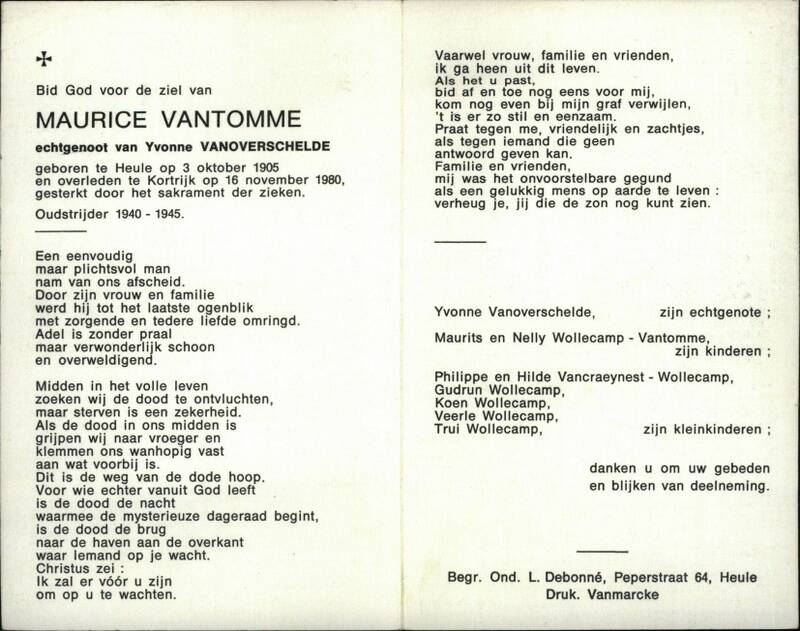 Bid God voor de ziel van
MAURICE VANTOMME
echtgenoot van Yvonne VANOVERSCHELDE
geboren te Heule op 3 oktober 1905
en overleden te Kortrijk op 16 november 1980,
gesterkt door het sakrament der zieken.
Oudstrijder 1940 - 1945.
Een eenvoudig
maar plichtsvol man
nam van ons afscheid.
Door zijn vrouw en familie
werd hij tot het laatste ogenblik
met zorgende en tedere liefde omringd.
Adel is zonder praal
maar verwonderlijk schoon
en overweldigend.
Midden in het volle leven
zoeken wij de dood te ontvluchten,
maar sterven is een zekerheid.
Als de dood in ons midden is
grijpen wij naar vroeger en
klemmen ons wanhopig vast
aan wat voorbij is.
Dit is de weg van de dode hoop.
Voor wie echter vanuit God leeft
is de dood de nacht
waarmee de mysterieuze dageraad begint,
is de dood de brug
naar de haven aan de overkant
waar iemand op je wacht.
Christus zei :
Ik zal er vóór u zijn
om op u te wachten.
Vaarwel vrouw, familie en vrienden,
ik ga heen uit dit leven.
Als het u past,
bid af en toe nog eens voor mij,
kom nog even bij mijn graf verwijlen,
't is er zo stil en eenzaam.
Praat tegen me, vriendelijk en zachtjes,
als tegen iemand die geen
antwoord geven kan.
Familie en vrienden,
mij was het onvoorstelbare gegund
als een gelukkig mens op aarde te leven :
verheug je, jij die de zon nog kunt zien.
Yvonne Vanoverschelde, zijn echtgenote ;
Maurits en Nelly Wollecamp - Vantomme,
zijn kinderen ;
Philippe en Hilde Vancraeynest - Wollecamp,
Gudrun Wollecamp,
Koen Wollecamp,
Veerle Wollecamp,
Trui Wollecamp, zijn kleinkinderen ;
danken u om uw gebeden
en blijken van deelneming.
Begr. Ond. L. Debonné, Peperstraat 64, Heule
Druk. Vanmarcke